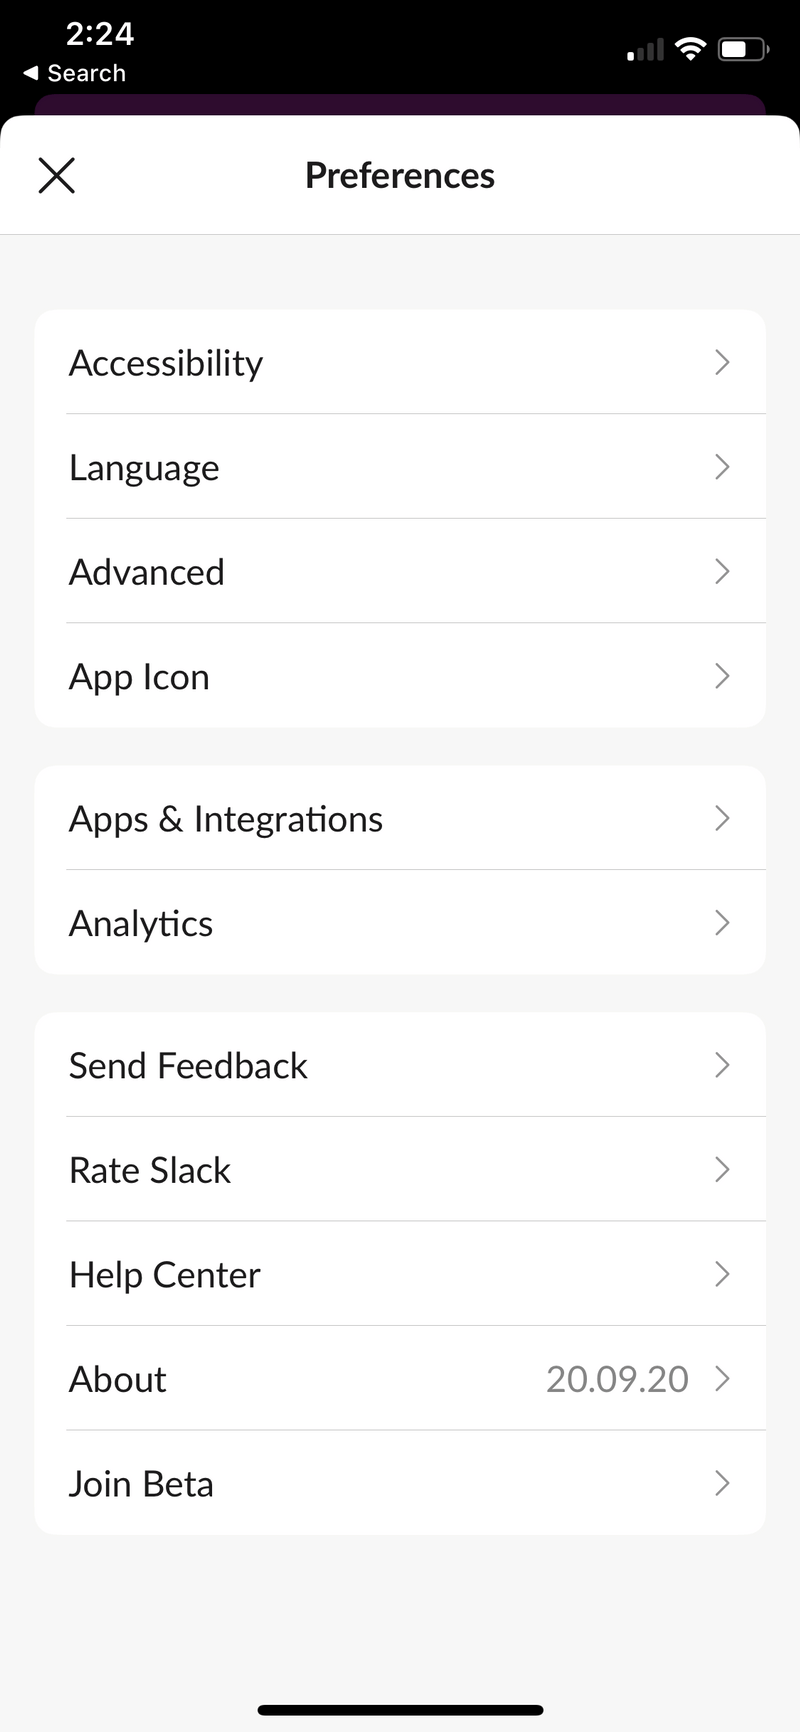 2:24
Search
Preferences
Accessibility
Language
Advanced
App Icon
Apps & Integrations
Analytics
Send Feedback
Rate Slack
Help Center
About 20.09.20
Join Beta